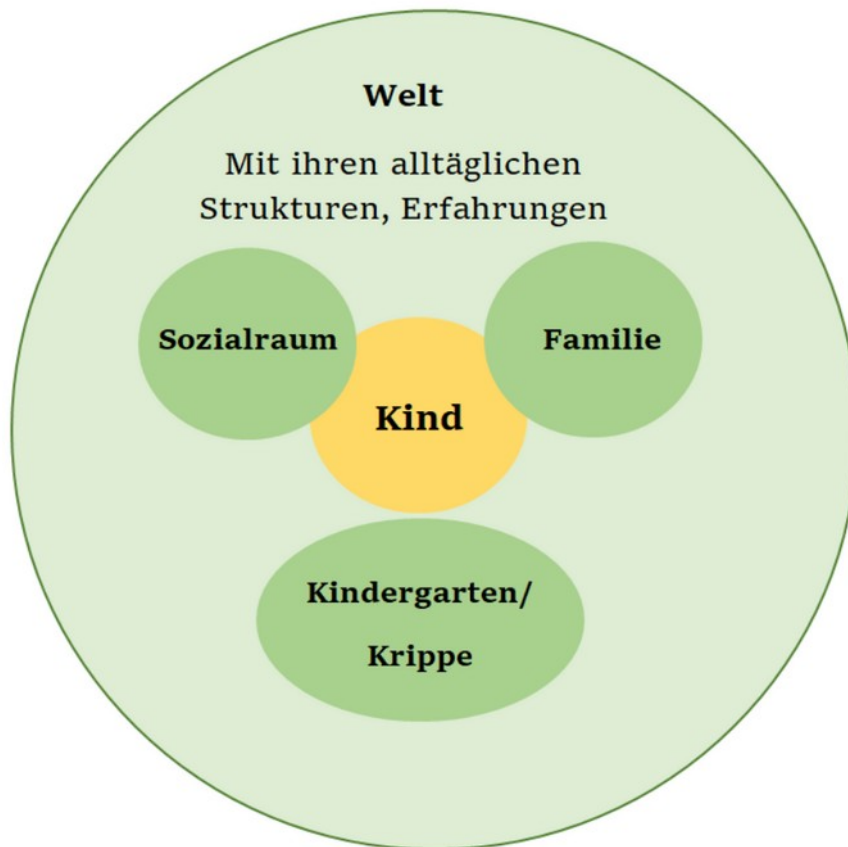 Welt
Mit ihren alltäglichen
Strukturen, Erfahrungen
Sozialraum
Familie
Kind
Kindergarten/
Krippe